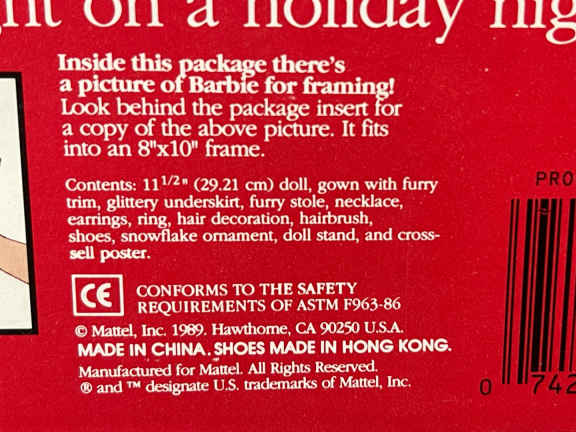 ht on a holiday nig
Inside this package there's
a picture of Barbie for framing!
Look behind the package insert for
a copy of the above picture. It fits
into an 8"x10" frame.
Contents: 11 1/2" (29.21 cm) doll, gown with furry
trim, glittery underskirt, furry stole, necklace,
earrings, ring, hair decoration, hairbrush,
shoes, snowflake ornament, doll stand, and cross-
sell poster.
CE CONFORMS TO THE SAFETY
REQUIREMENTS OF ASTM F963-86
© Mattel, Inc. 1989. Hawthorne, CA 90250 U.S.A.
MADE IN CHINA. SHOES MADE IN HONG KONG.
Manufactured for Mattel. All Rights Reserved.
® and ™ designate U.S. trademarks of Mattel, Inc.
PRO
0 742